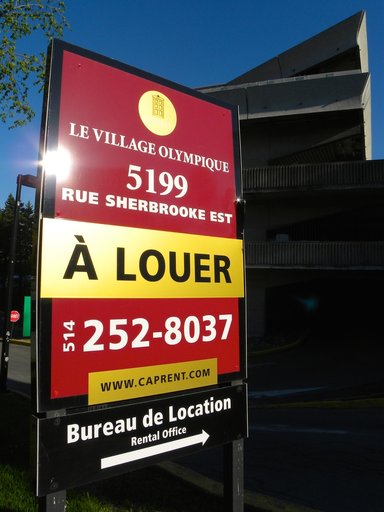 LE VILLAGE OLYMPIQUE
5199
RUE SHERBROOKE EST
À LOUER
514 252-8037
WWW.CAPRENT.COM
Bureau de Location
Rental Office